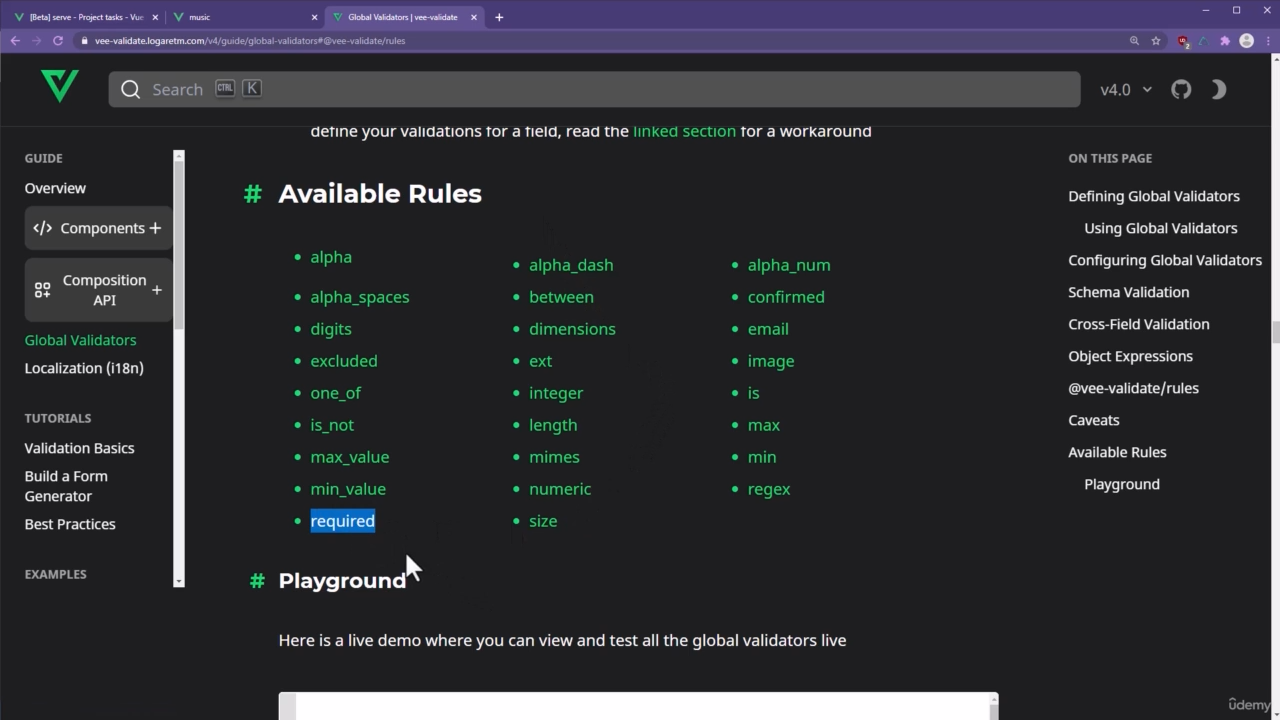 [Beta] serve - Project tasks - Vue
music
Global Validators | vee-validate
vee-validate.logaretm.com/v4/guide/global-validators#@vee-validate/rules
Search CTRL K
v4.0
define your validations for a field, read the linked section for a workaround
GUIDE
Overview
</> Components +
Composition API +
Global Validators
Localization (i18n)
TUTORIALS
Validation Basics
Build a Form
Generator
Best Practices
EXAMPLES
# Available Rules
• alpha
• alpha_dash
• alpha_num
• alpha_spaces
• between
• confirmed
• digits
• dimensions
• email
• excluded
• ext
• image
• one_of
• integer
• is
• is_not
• length
• max
• max_value
• mimes
• min
• min_value
• numeric
• regex
• required
• size
# Playground
Here is a live demo where you can view and test all the global validators live
ON THIS PAGE
Defining Global Validators
Using Global Validators
Configuring Global Validators
Schema Validation
Cross-Field Validation
Object Expressions
@vee-validate/rules
Caveats
Available Rules
Playground
ûdemy